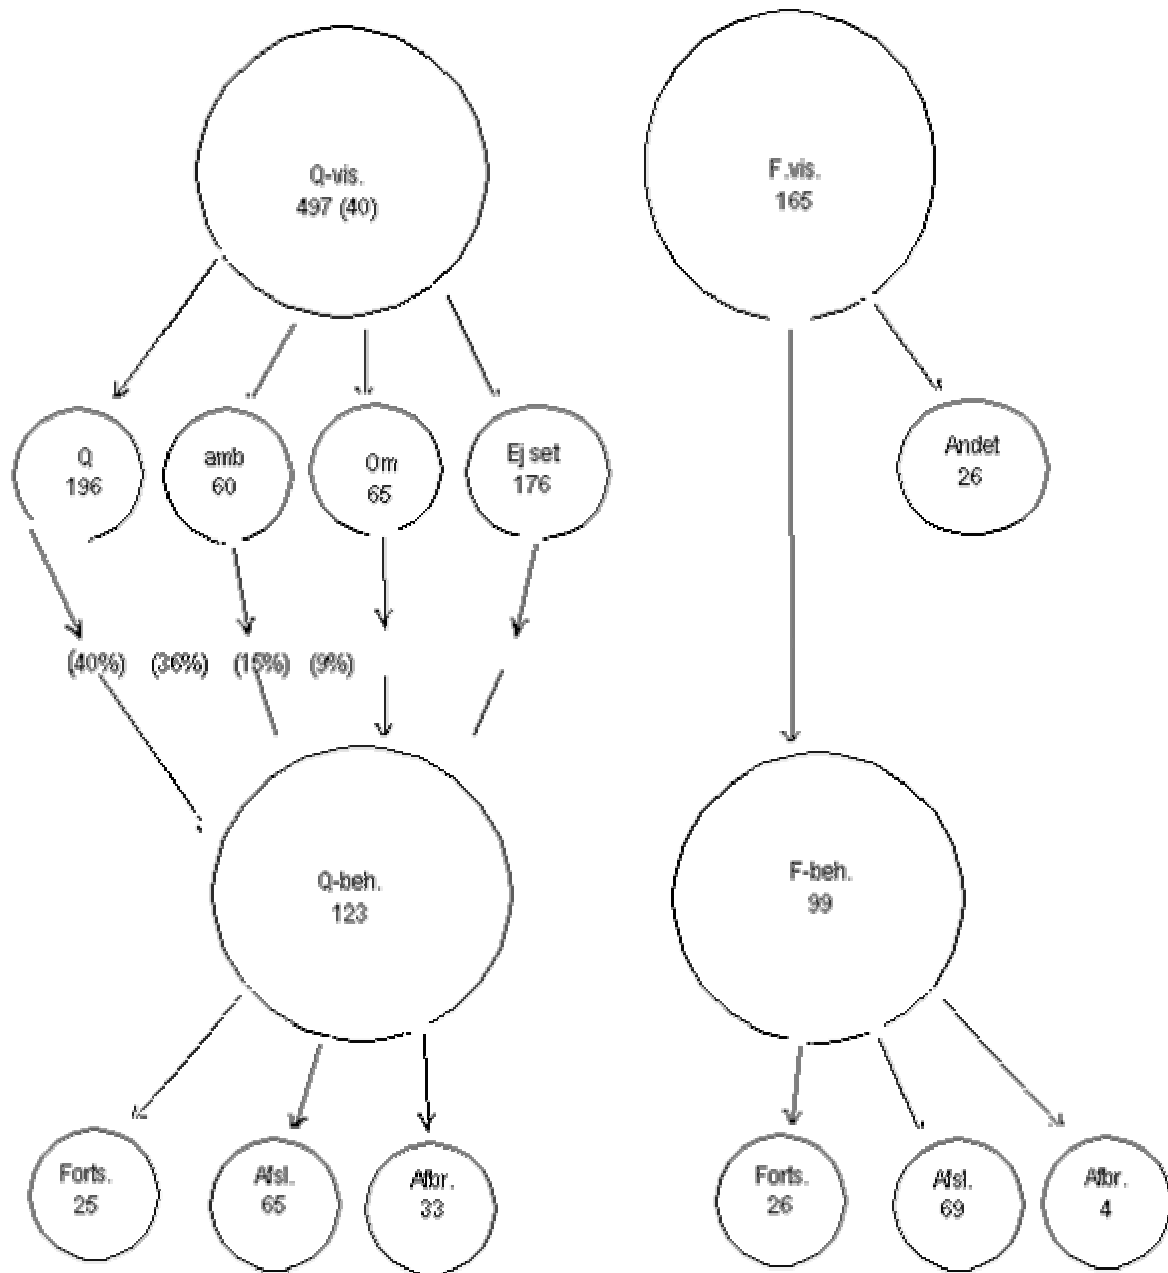 Q-vis.
497 (40)
F.vis.
165
Q
196
amb
60
Om
65
Ej set
176
Andet
26
(40%) (36%) (15%) (9%)
Q-beh.
123
F-beh.
99
Forts.
25
Afsl.
65
Afbr.
33
Forts.
26
Afsl.
69
Afbr.
4